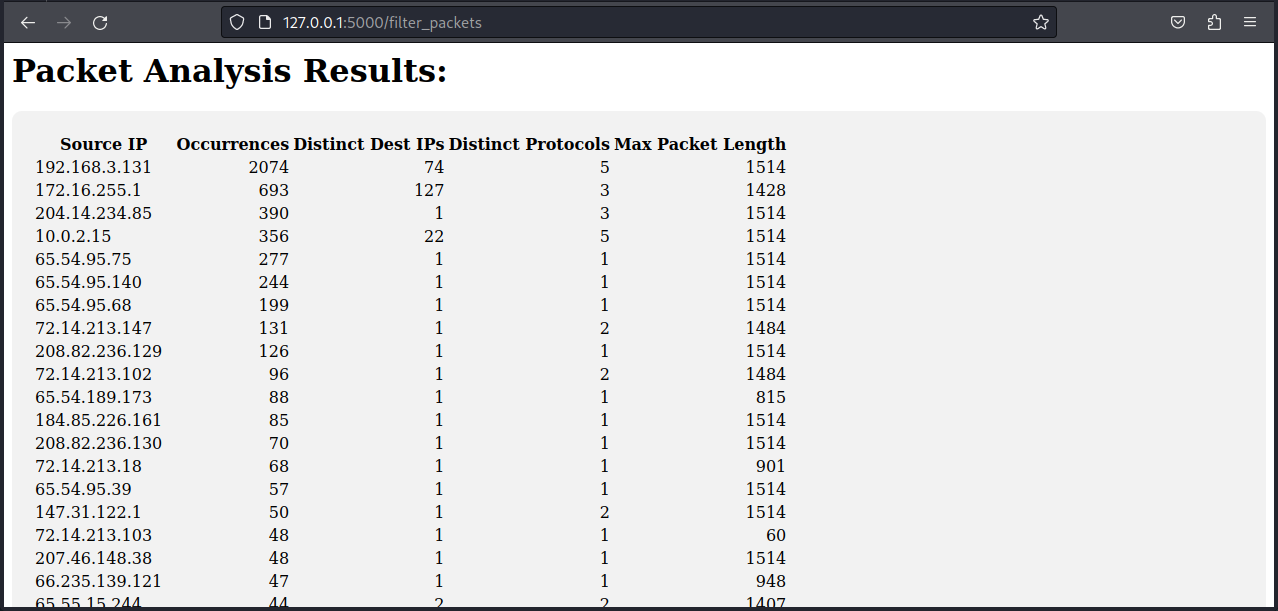 127.0.0.1:5000/filter_packets
Packet Analysis Results:
Source IP Occurrences Distinct Dest IPs Distinct Protocols Max Packet Length
192.168.3.131 2074 74 5 1514
172.16.255.1 693 127 3 1428
204.14.234.85 390 1 3 1514
10.0.2.15 356 22 5 1514
65.54.95.75 277 1 1 1514
65.54.95.140 244 1 1 1514
65.54.95.68 199 1 1 1514
72.14.213.147 131 1 2 1484
208.82.236.129 126 1 1 1514
72.14.213.102 96 1 2 1484
65.54.189.173 88 1 1 815
184.85.226.161 85 1 1 1514
208.82.236.130 70 1 1 1514
72.14.213.18 68 1 1 901
65.54.95.39 57 1 1 1514
147.31.122.1 50 1 2 1514
72.14.213.103 48 1 1 60
207.46.148.38 48 1 1 1514
66.235.139.121 47 1 1 948
65.55.15.244 44 2 2 1407